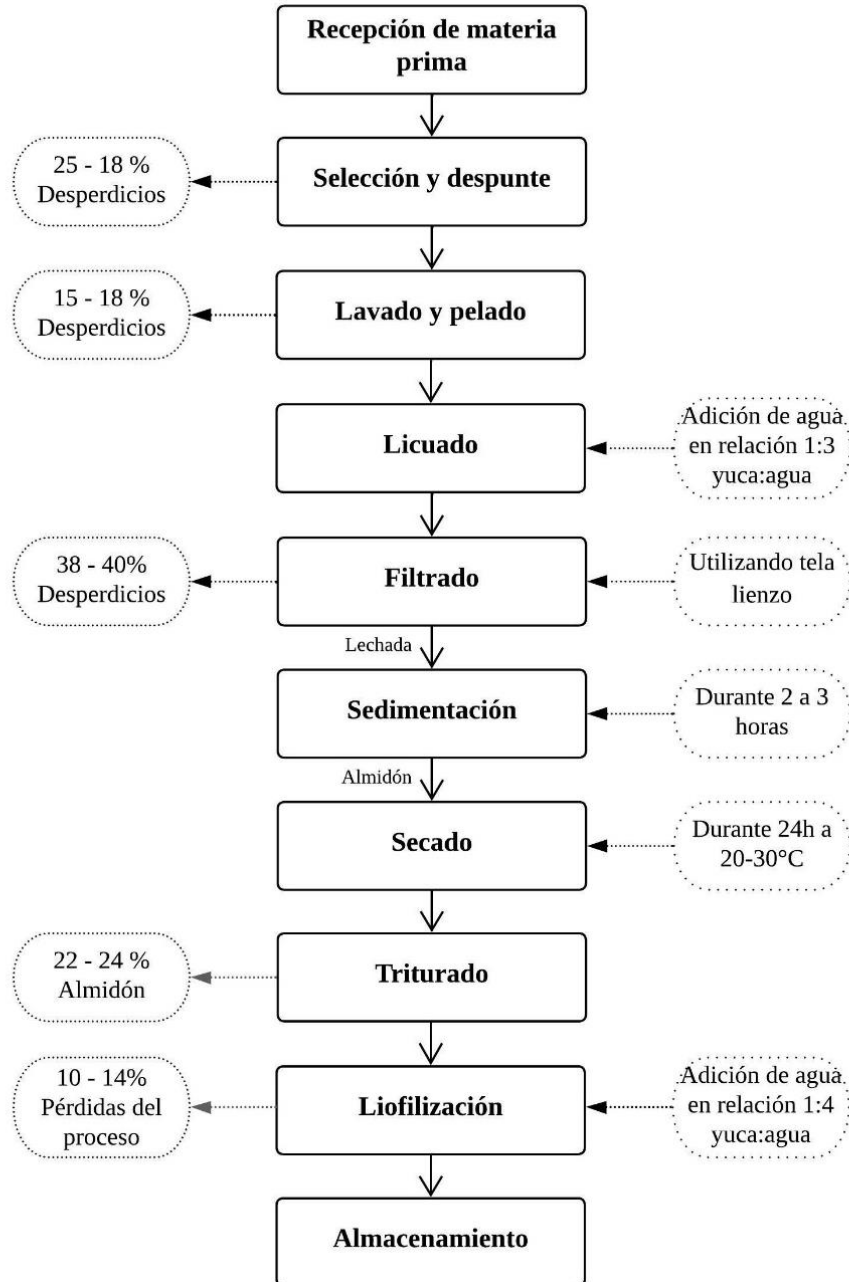 Recepción de materia
prima
25 - 18 %
Desperdicios
Selección y despunte
15 - 18 %
Desperdicios
Lavado y pelado
Licuado
Adición de agua
en relación 1:3
yuca:agua
38 - 40%
Desperdicios
Filtrado
Utilizando tela
lienzo
Lechada
Sedimentación
Durante 2 a 3
horas
Almidón
Secado
Durante 24h a
20-30°C
22 - 24 %
Almidón
Triturado
10 - 14%
Pérdidas del
proceso
Liofilización
Adición de agua
en relación 1:4
yuca:agua
Almacenamiento